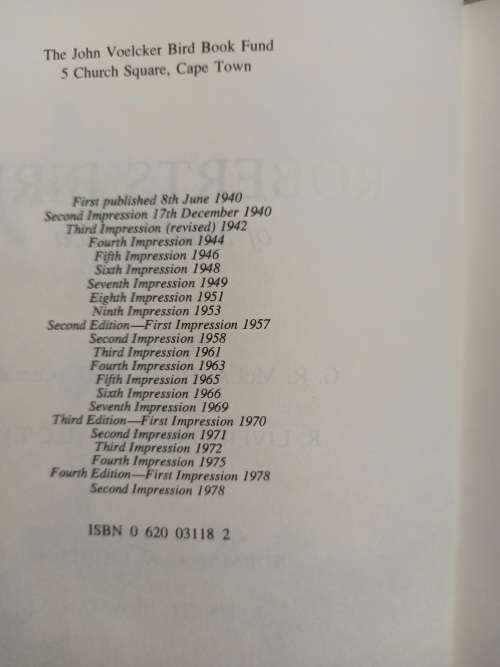 The John Voelcker Bird Book Fund
5 Church Square, Cape Town
First published 8th June 1940
Second Impression 17th December 1940
Third Impression (revised) 1942
Fourth Impression 1944
Fifth Impression 1946
Sixth Impression 1948
Seventh Impression 1949
Eighth Impression 1951
Ninth Impression 1953
Second Edition—First Impression 1957
Second Impression 1958
Third Impression 1961
Fourth Impression 1963
Fifth Impression 1965
Sixth Impression 1966
Seventh Impression 1969
Third Edition—First Impression 1970
Second Impression 1971
Third Impression 1972
Fourth Impression 1975
Fourth Edition—First Impression 1978
Second Impression 1978
ISBN 0 620 03118 2